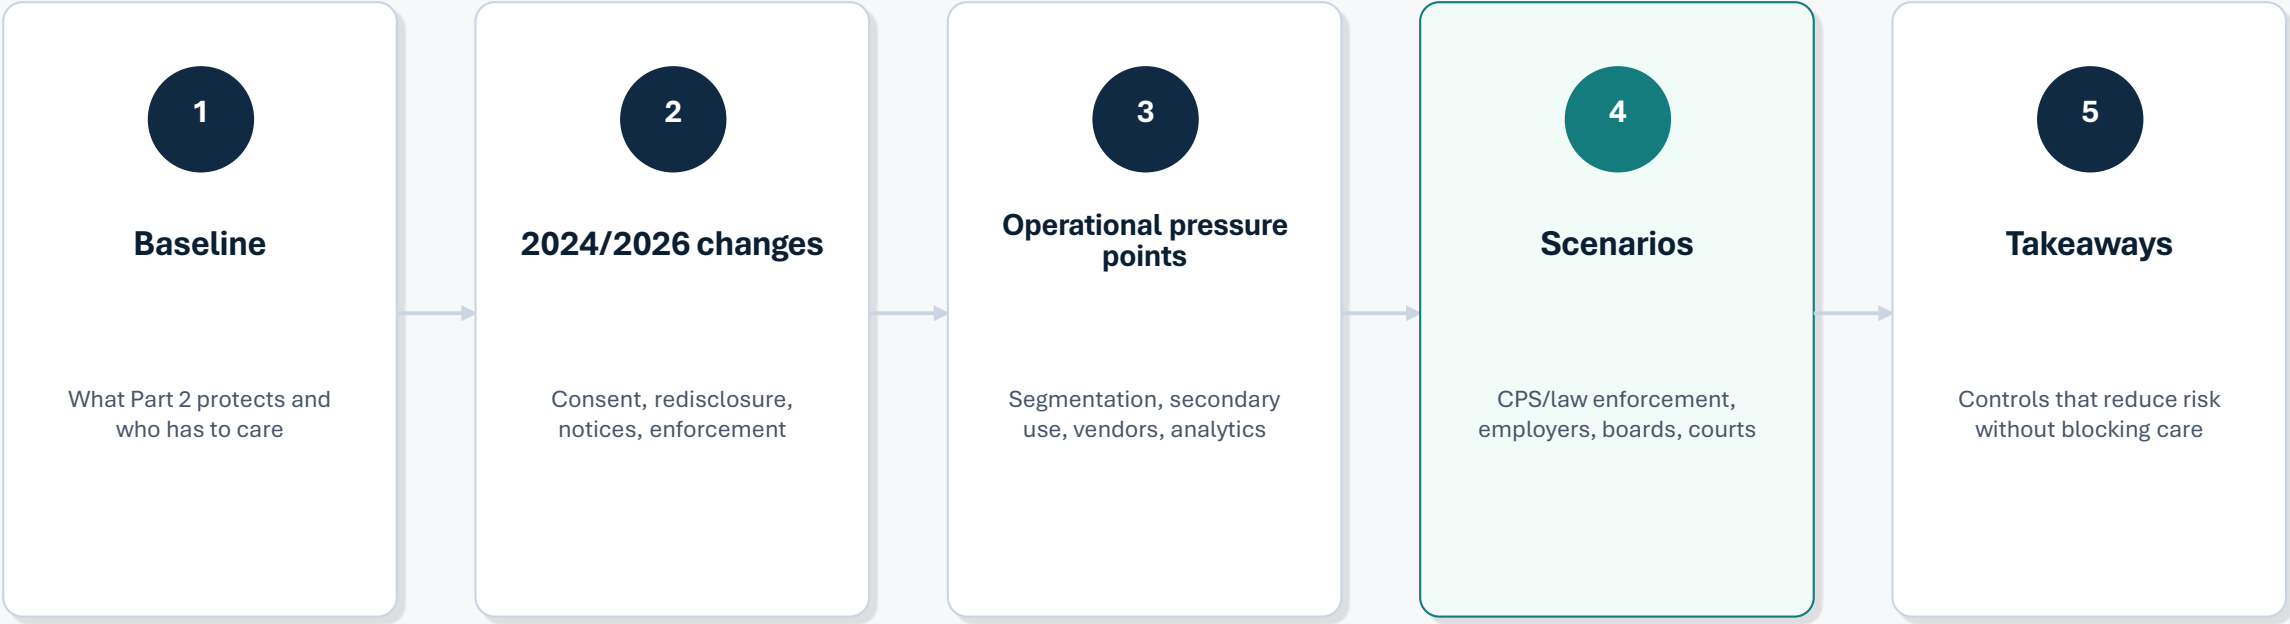 1
Baseline
What Part 2 protects and
who has to care
2
2024/2026 changes
Consent, redisclosure,
notices, enforcement
3
Operational pressure
points
Segmentation, secondary
use, vendors, analytics
4
Scenarios
CPS/law enforcement,
employers, boards, courts
5
Takeaways
Controls that reduce risk
without blocking care